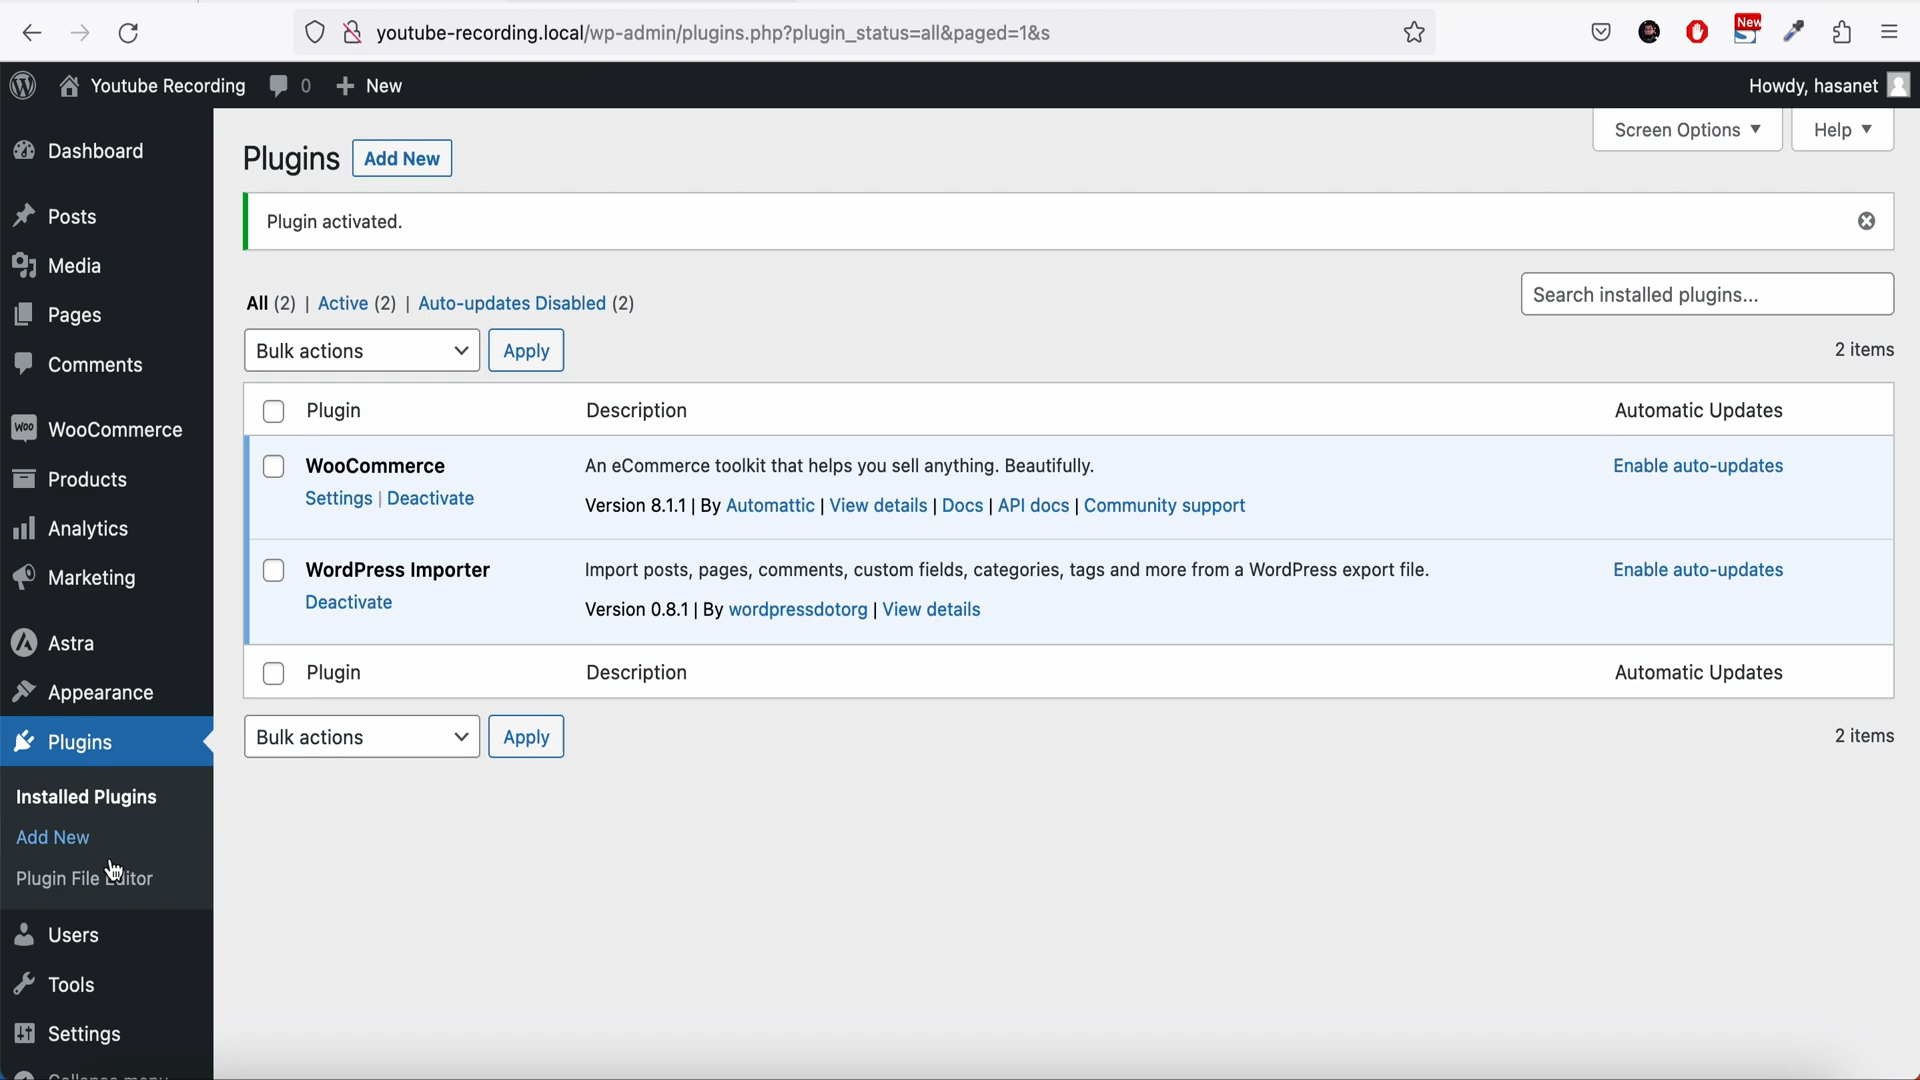 youtube-recording.local/wp-admin/plugins.php?plugin_status=all&paged=1&s
New
Youtube Recording 0 New
Howdy, hasanet
Dashboard
Posts
Media
Pages
Comments
WooCommerce
Products
Analytics
Marketing
Astra
Appearance
Plugins
Installed Plugins
Add New
Plugin File Editor
Users
Tools
Settings
Collapse menu
Screen Options Help
Plugins Add New
Plugin activated.
All (2) | Active (2) | Auto-updates Disabled (2)
Search installed plugins...
Bulk actions Apply
2 items
Plugin Description Automatic Updates
WooCommerce An eCommerce toolkit that helps you sell anything. Beautifully. Enable auto-updates
Settings | Deactivate
Version 8.1.1 | By Automattic | View details | Docs | API docs | Community support
WordPress Importer Import posts, pages, comments, custom fields, categories, tags and more from a WordPress export file. Enable auto-updates
Deactivate
Version 0.8.1 | By wordpressdotorg | View details
Plugin Description Automatic Updates
Bulk actions Apply
2 items